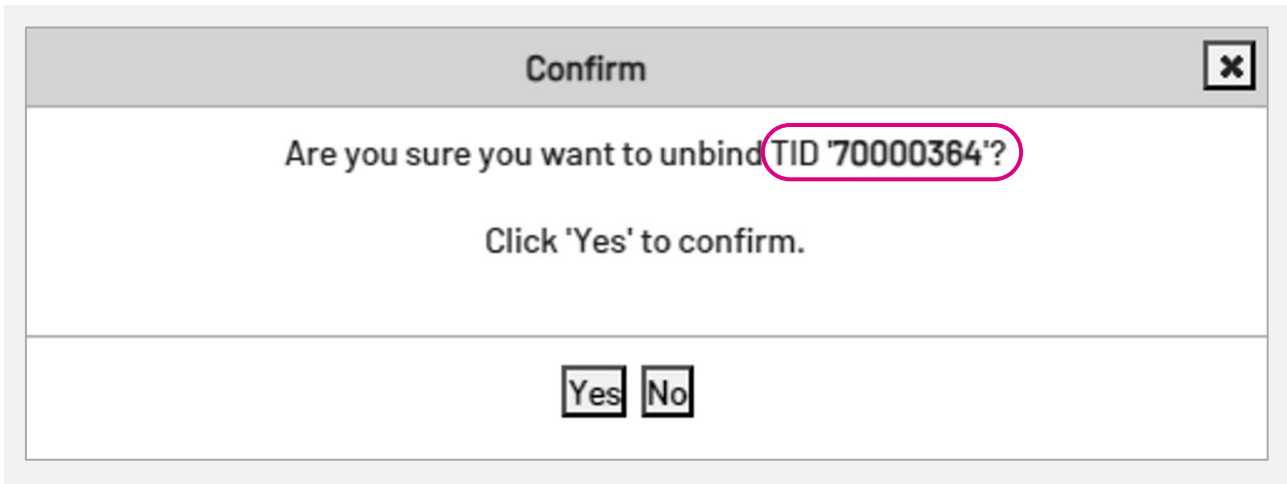 Confirm
Are you sure you want to unbind TID '70000364'?
Click 'Yes' to confirm.
Yes No